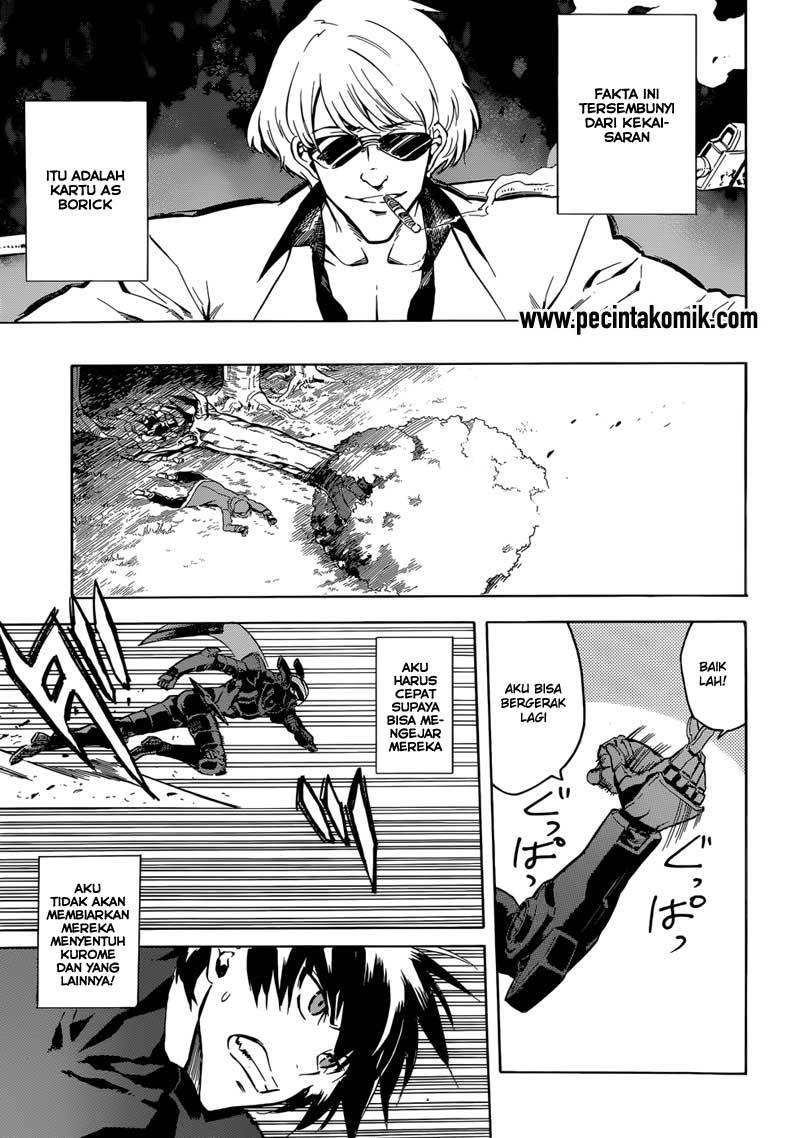 FAKTA INI
TERSEMBUNYI
DARI KEKAI-
SARAN
ITU ADALAH
KARTU AS
BORICK
www.pecintakomik.com
BAIK
LAH!
AKU BISA
BERGERAK
LAGI
ぐっぱっ
ぐっぱっ
AKU
HARUS
CEPAT
SUPAYA
BISA ME-
NGEJAR
MEREKA
AKU
TIDAK AKAN
MEMBIARKAN
MEREKA
MENYENTUH
KUROME
DAN YANG
LAINNYA!